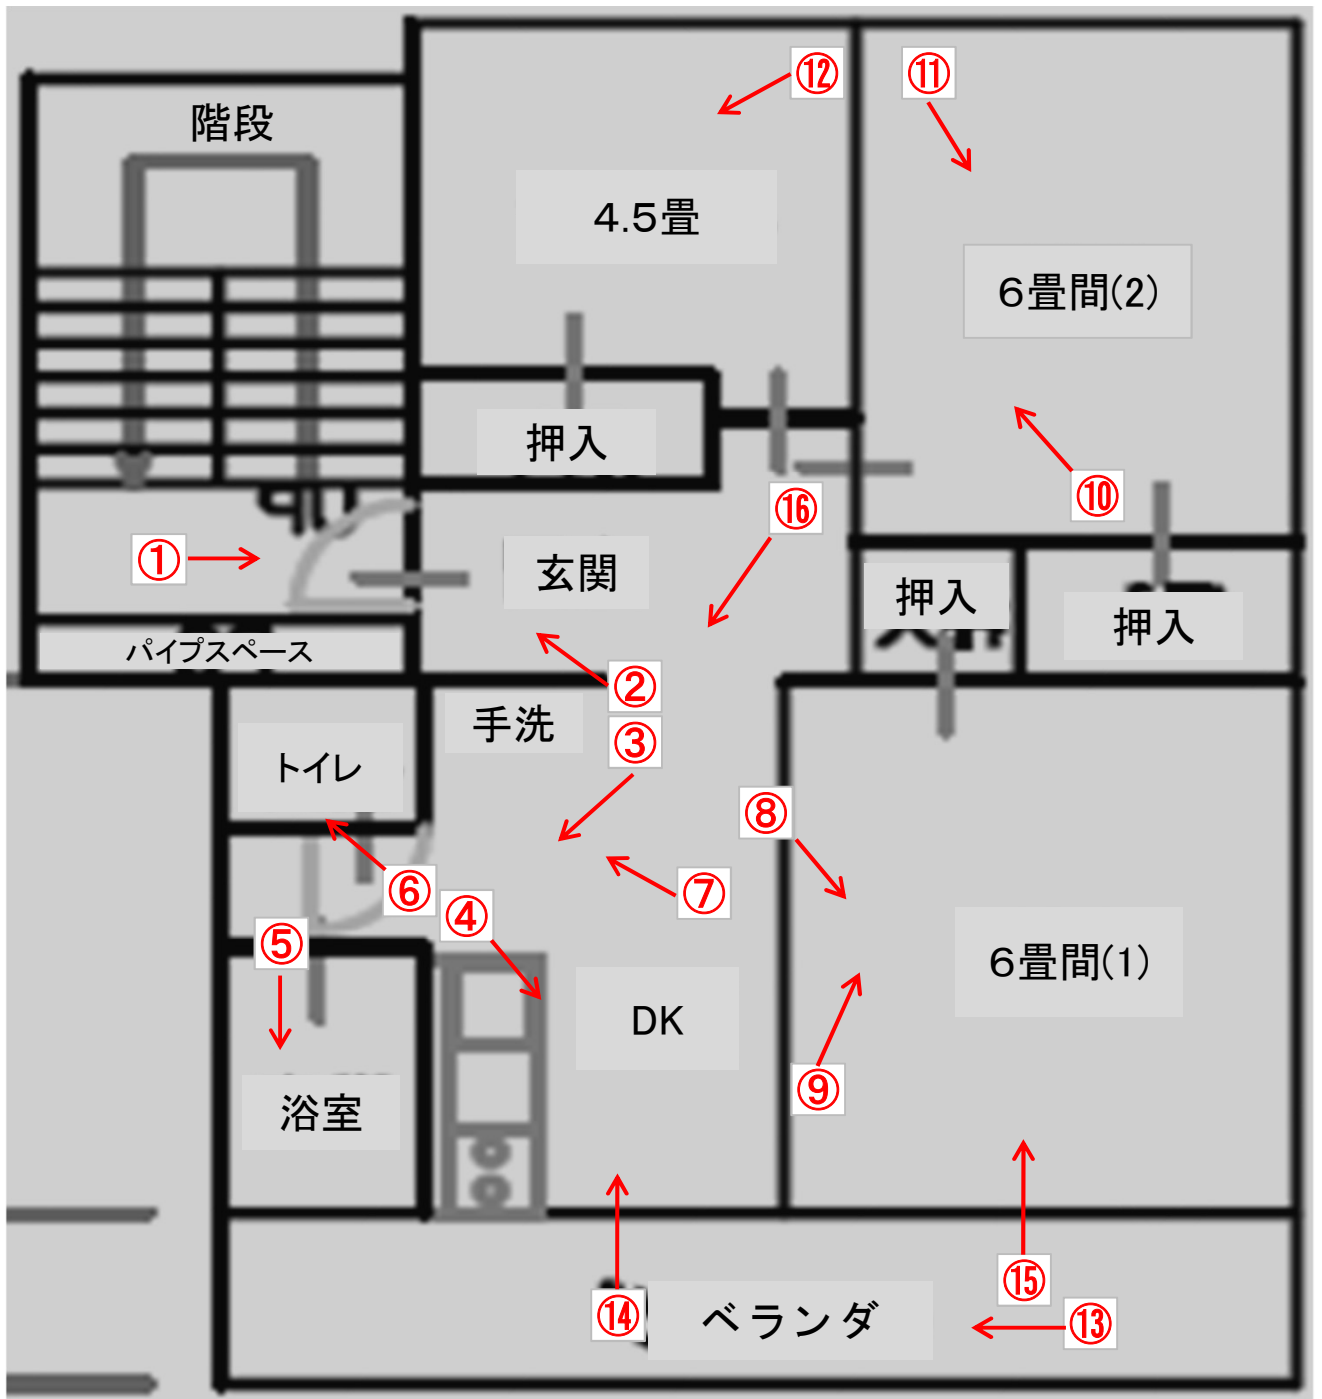 ⑫
⑪
階段
4.5畳
6畳間(2)
押入
⑩
⑯
①
玄関
押入
押入
パイプスペース
②
手洗
③
トイレ
⑧
⑥
⑦
④
⑤
6畳間(1)
DK
⑨
浴室
⑮
⑭
ベランダ
⑬